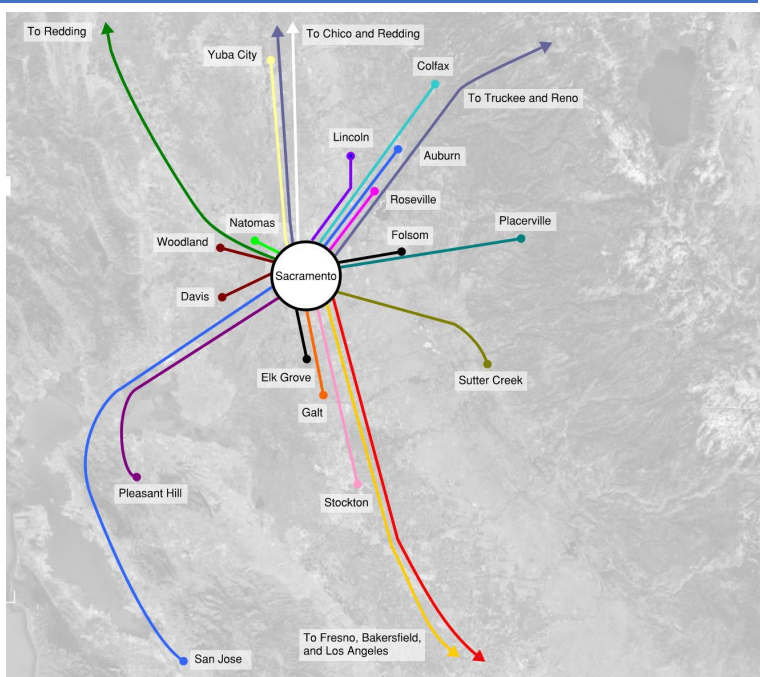 To Redding
To Chico and Redding
Yuba City
Colfax
To Truckee and Reno
Lincoln
Auburn
Roseville
Natomas
Placerville
Woodland
Folsom
Sacramento
Davis
Elk Grove
Sutter Creek
Galt
Pleasant Hill
Stockton
To Fresno, Bakersfield,
and Los Angeles
San Jose